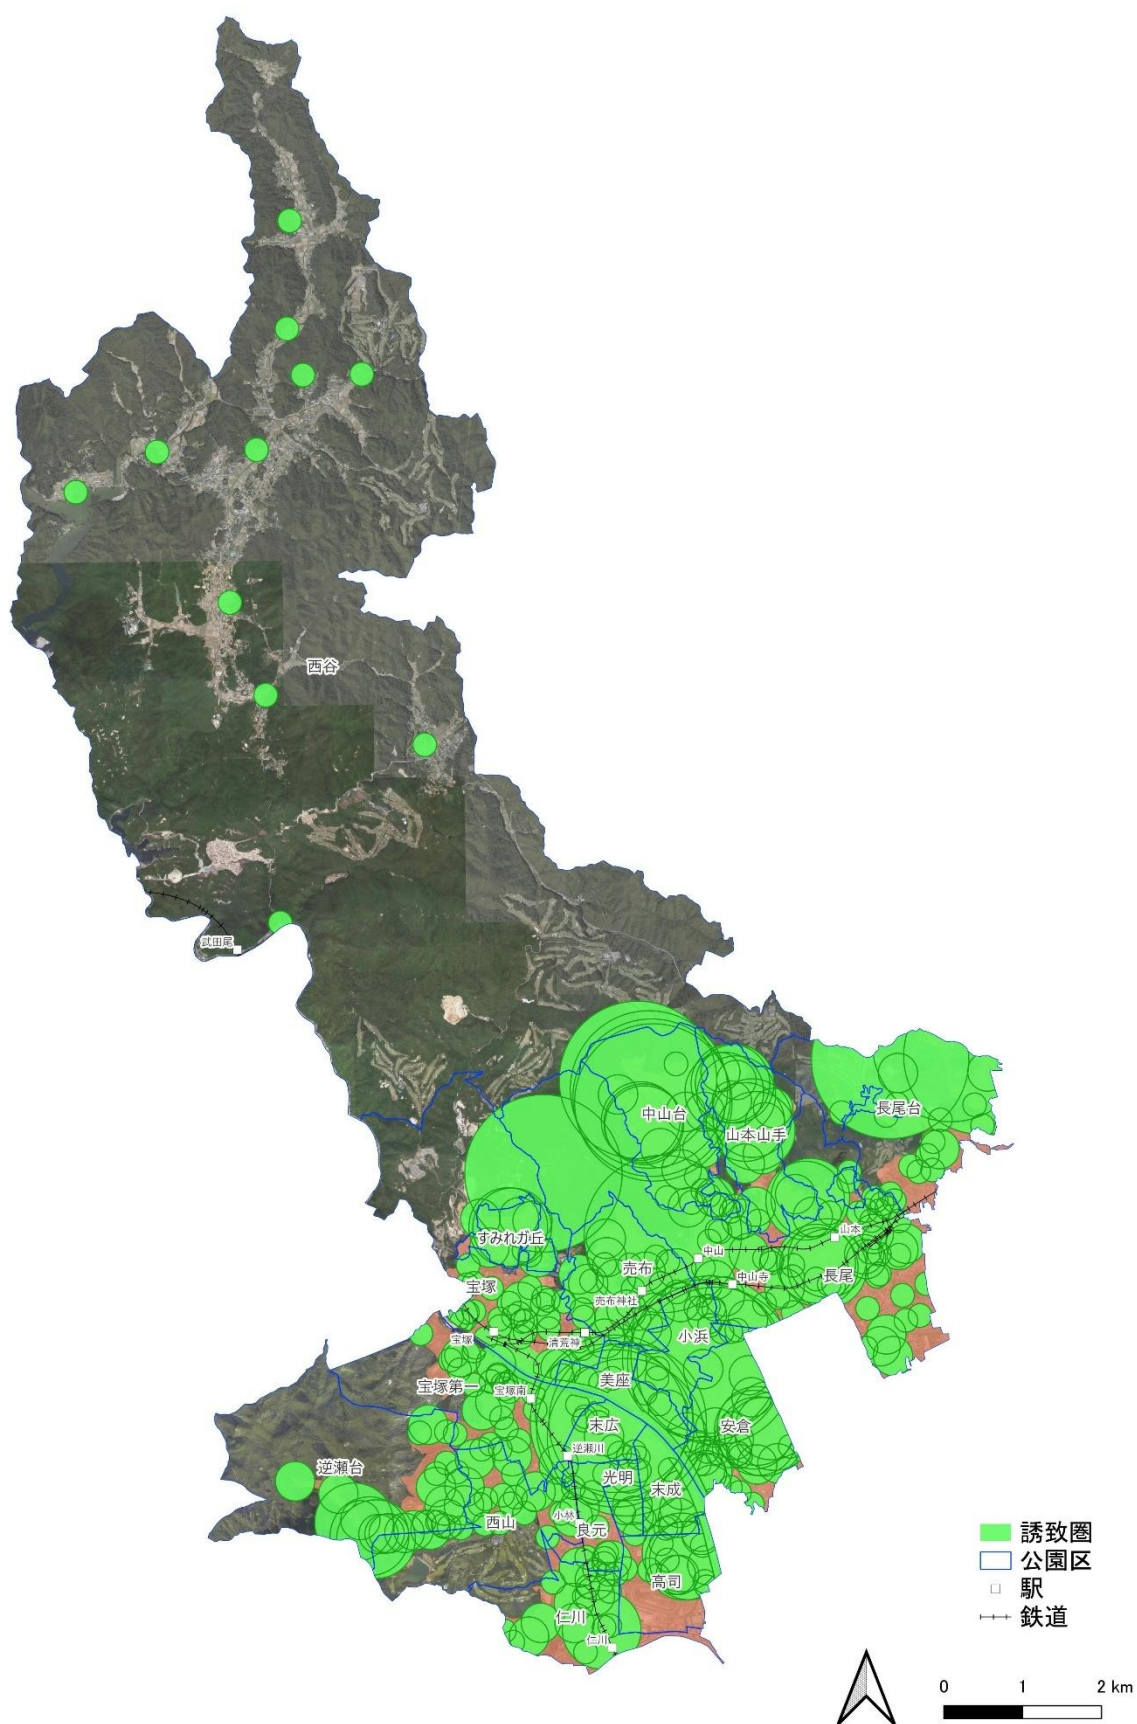 西谷
武田尾
中山台
山本山手
長尾台
すみれガ丘
山本
中山
売布
長尾
宝塚
中山寺
売布神社
小浜
宝塚
清荒神
美座
宝塚第一
宝塚南
末広
安倉
逆瀬川
逆瀬台
光明
末成
小林
西山
良元
高司
仁川
仁川
誘致圏
公園区
駅
鉄道
0 1 2 km